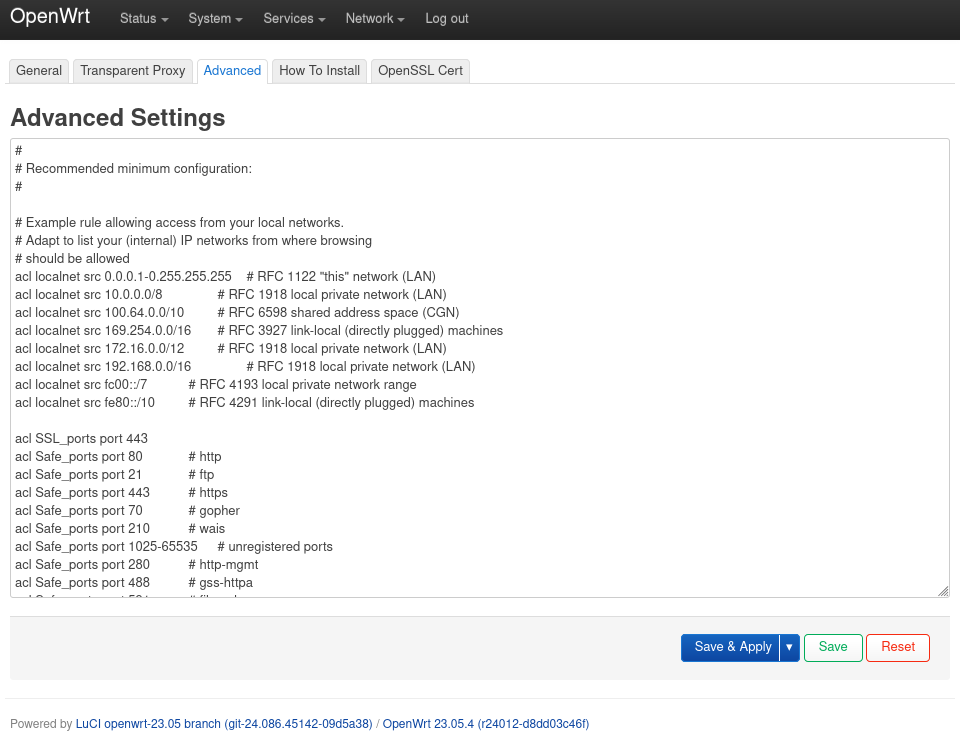 OpenWrt Status System Services Network Log out
General Transparent Proxy Advanced How To Install OpenSSL Cert
Advanced Settings
#
# Recommended minimum configuration:
#
# Example rule allowing access from your local networks.
# Adapt to list your (internal) IP networks from where browsing
# should be allowed
acl localnet src 0.0.0.1-0.255.255.255 # RFC 1122 "this" network (LAN)
acl localnet src 10.0.0.0/8 # RFC 1918 local private network (LAN)
acl localnet src 100.64.0.0/10 # RFC 6598 shared address space (CGN)
acl localnet src 169.254.0.0/16 # RFC 3927 link-local (directly plugged) machines
acl localnet src 172.16.0.0/12 # RFC 1918 local private network (LAN)
acl localnet src 192.168.0.0/16 # RFC 1918 local private network (LAN)
acl localnet src fc00::/7 # RFC 4193 local private network range
acl localnet src fe80::/10 # RFC 4291 link-local (directly plugged) machines
acl SSL_ports port 443
acl Safe_ports port 80 # http
acl Safe_ports port 21 # ftp
acl Safe_ports port 443 # https
acl Safe_ports port 70 # gopher
acl Safe_ports port 210 # wais
acl Safe_ports port 1025-65535 # unregistered ports
acl Safe_ports port 280 # http-mgmt
acl Safe_ports port 488 # gss-httpa
Save & Apply Save Reset
Powered by LuCI openwrt-23.05 branch (git-24.086.45142-09d5a38) / OpenWrt 23.05.4 (r24012-d8dd03c46f)